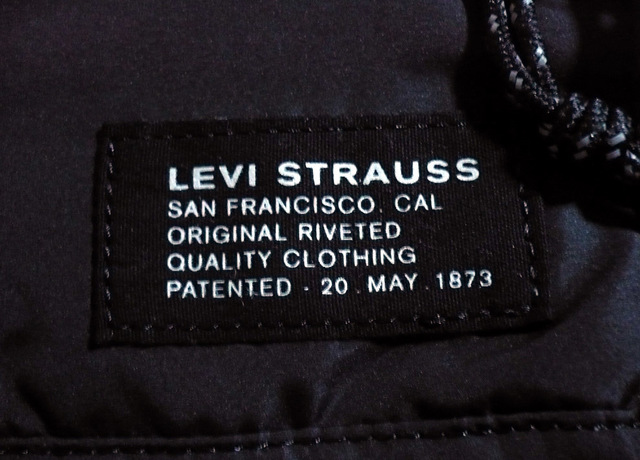 LEVI STRAUSS
SAN FRANCISCO, CAL
ORIGINAL RIVETED
QUALITY CLOTHING
PATENTED · 20 . MAY . 1873